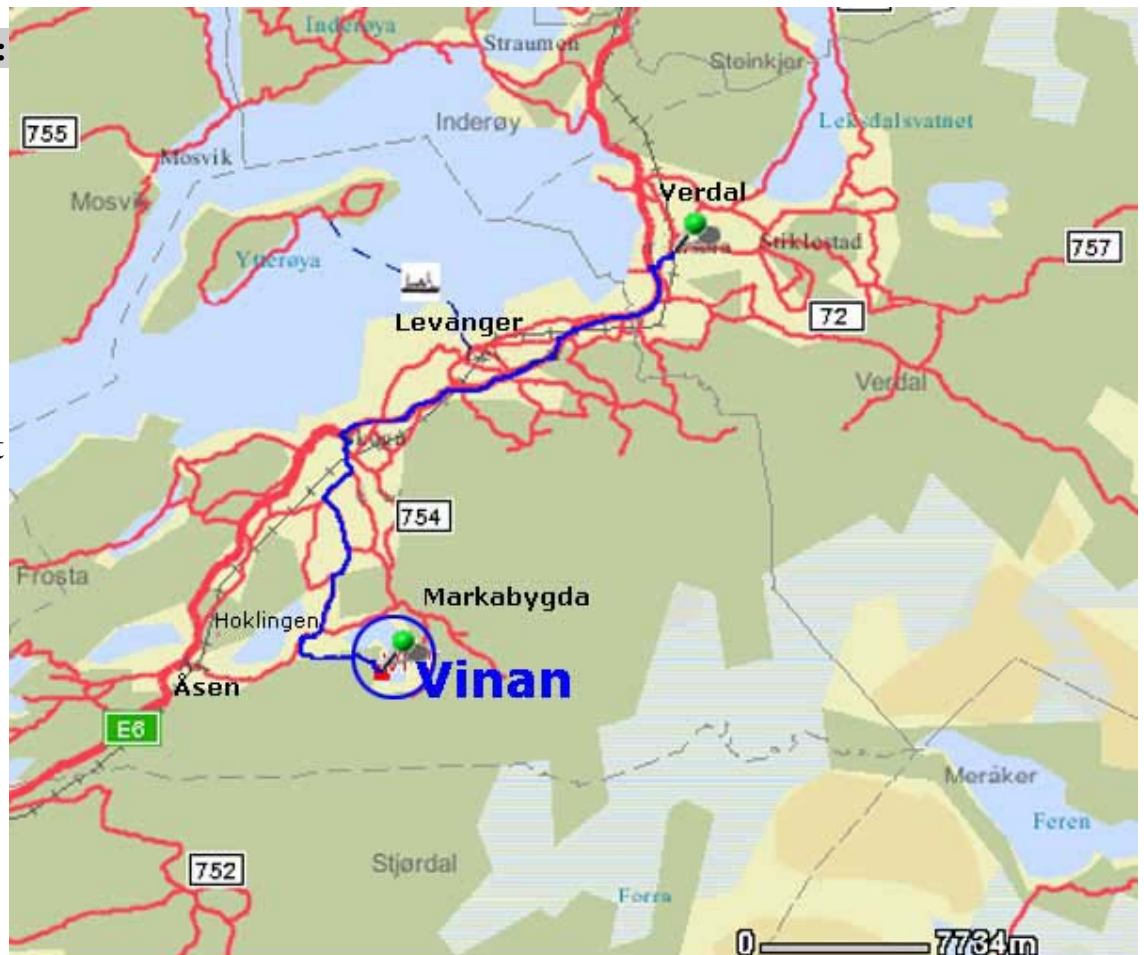 Inderøya
Straumen
Steinkjer
:
755
Inderøy
Leksdalsvatnet
Mosvik
Mosvik
Verdal
Ytterøya
Stiklestad
757
Levanger
72
Verdal
t
754
Frosta
Markabygda
Hoklingen
Vinan
Åsen
E6
Meråker
Feren
752
Stjørdal
Forra
0 7734m